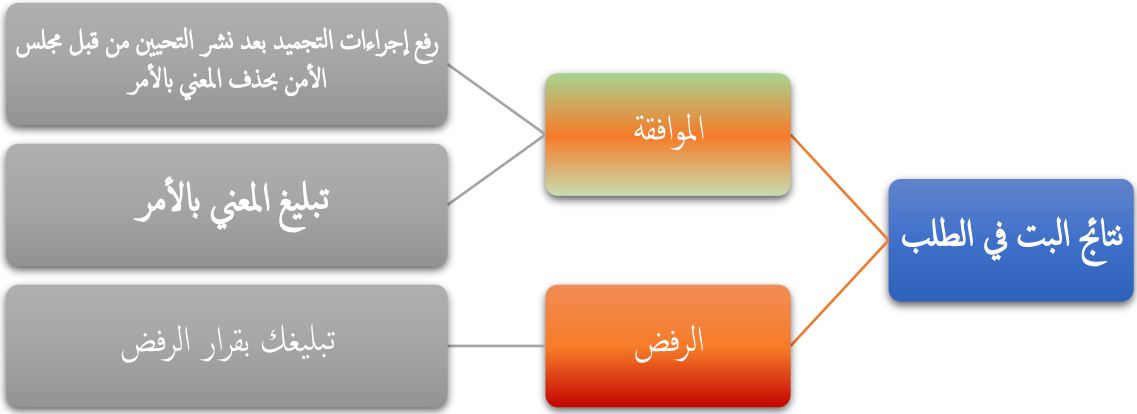 نتائج البت في الطلب
الموافقة
رفع إجراءات التجميد بعد نشر التحيين من قبل مجلس
الأمن بحذف المعني بالأمر
تبليغ المعني بالأمر
الرفض
تبليغك بقرار الرفض